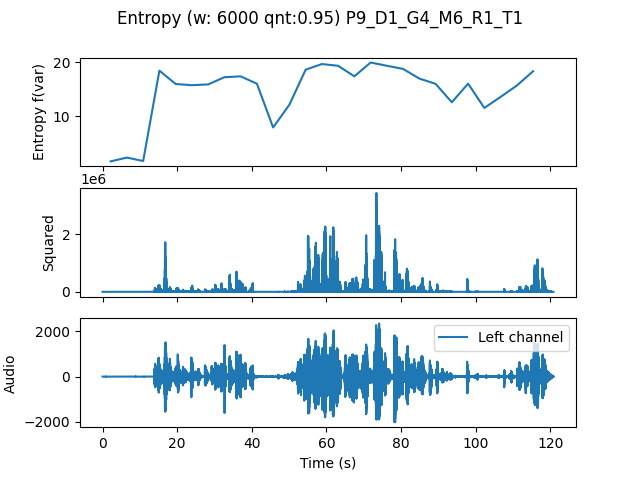 Entropy (w: 6000 qnt:0.95) P9_D1_G4_M6_R1_T1
20
10
Entropy f(var)
1e6
2
0
Squared
2000
0
−2000
Audio
Left channel
0 20 40 60 80 100 120
Time (s)